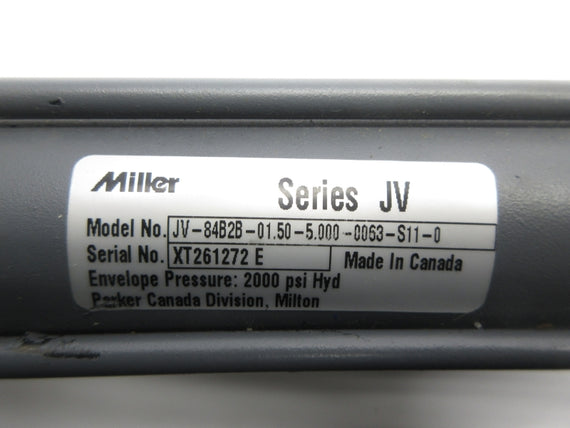 Miller Series JV
Model No. JV-84B2B-01.50-5.000-0063-S11-0
Serial No. XT261272 E Made In Canada
Envelope Pressure: 2000 psi Hyd
Parker Canada Division, Milton